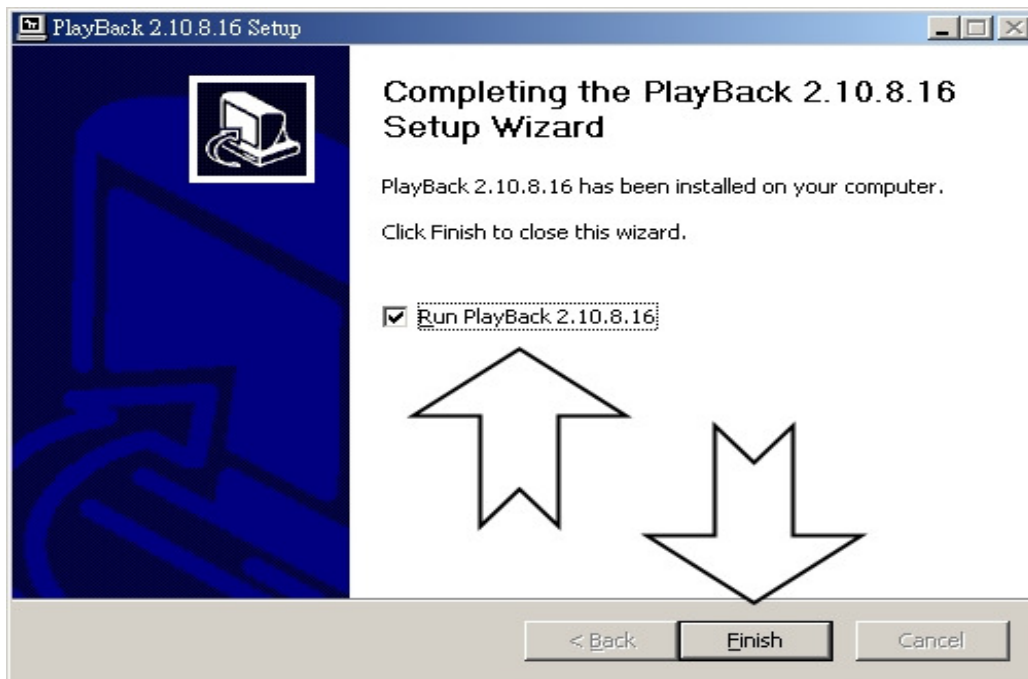 PlayBack 2.10.8.16 Setup
Completing the PlayBack 2.10.8.16
Setup Wizard
PlayBack 2.10.8.16 has been installed on your computer.
Click Finish to close this wizard.
Run PlayBack 2.10.8.16
< Back Finish Cancel